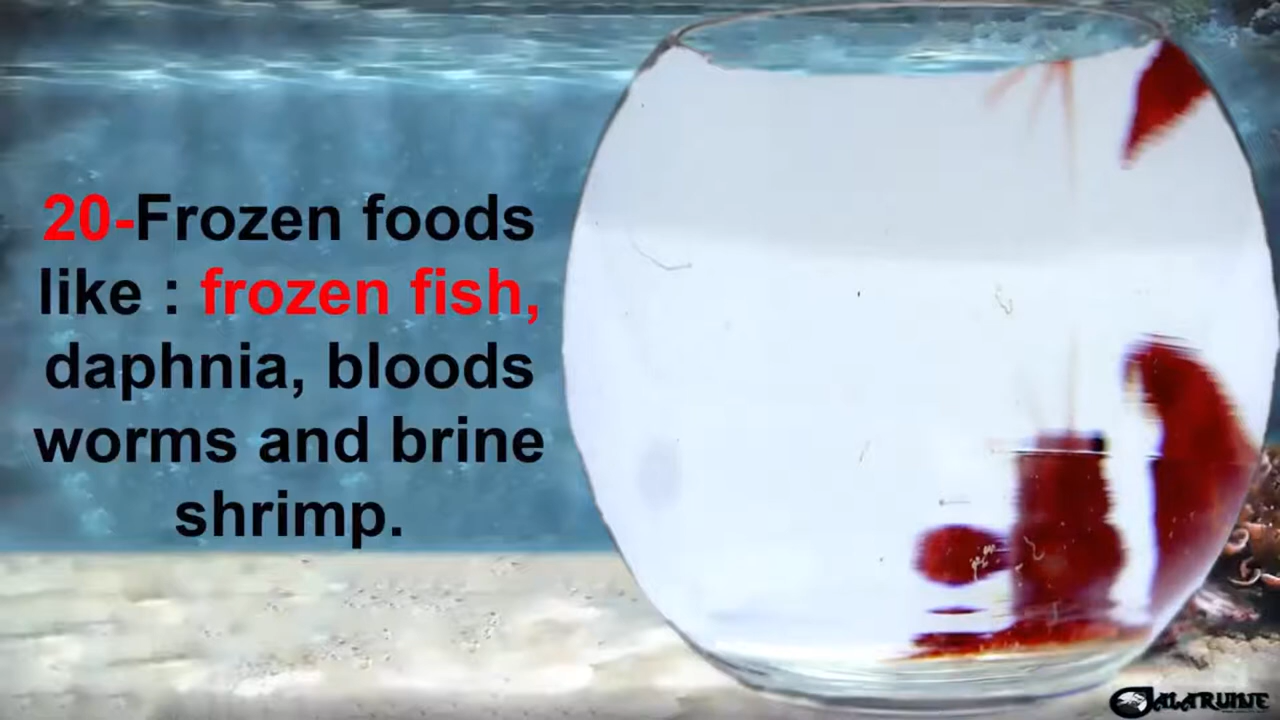 20-Frozen foods
like : frozen fish,
daphnia, bloods
worms and brine
shrimp.